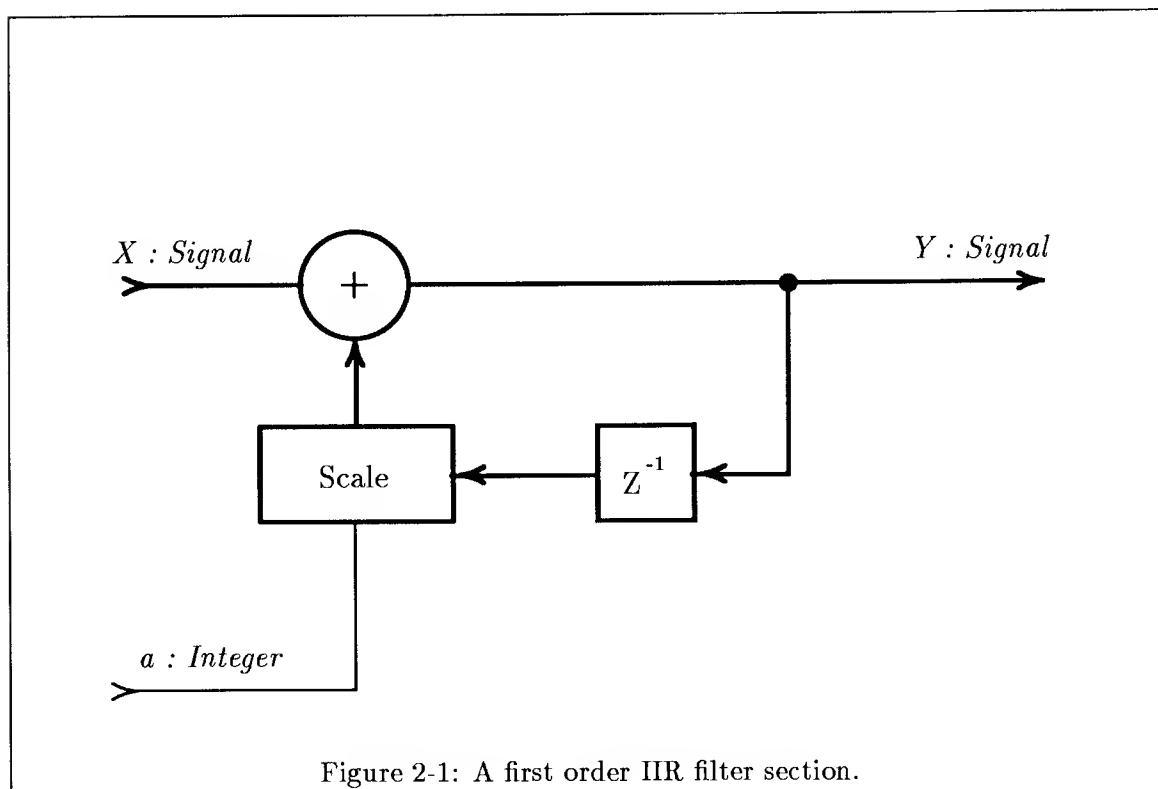 X : Signal
Y : Signal
+
Scale
Z^-1
a : Integer
Figure 2-1: A first order IIR filter section.